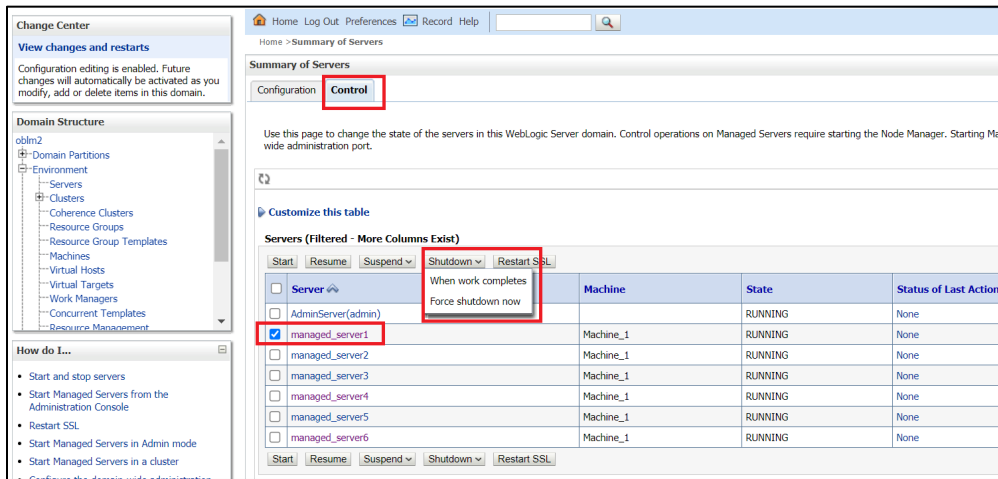 Change Center
View changes and restarts
Configuration editing is enabled. Future
changes will automatically be activated as you
modify, add or delete items in this domain.
Domain Structure
oblm2
Domain Partitions
Environment
Servers
Clusters
Coherence Clusters
Resource Groups
Resource Group Templates
Machines
Virtual Hosts
Virtual Targets
Work Managers
Concurrent Templates
Resource Management
How do I...
Start and stop servers
Start Managed Servers from the
Administration Console
Restart SSL
Start Managed Servers in Admin mode
Start Managed Servers in a cluster
Configure the domain-wide administration
Home Log Out Preferences Record Help
Home >Summary of Servers
Summary of Servers
Configuration Control
Use this page to change the state of the servers in this WebLogic Server domain. Control operations on Managed Servers require starting the Node Manager. Starting Ma
wide administration port.
Customize this table
Servers (Filtered - More Columns Exist)
Start Resume Suspend Shutdown Restart SSL
When work completes
Force shutdown now
Server Machine State Status of Last Action
AdminServer(admin) RUNNING None
managed_server1 Machine_1 RUNNING None
managed_server2 Machine_1 RUNNING None
managed_server3 Machine_1 RUNNING None
managed_server4 Machine_1 RUNNING None
managed_server5 Machine_1 RUNNING None
managed_server6 Machine_1 RUNNING None
Start Resume Suspend Shutdown Restart SSL